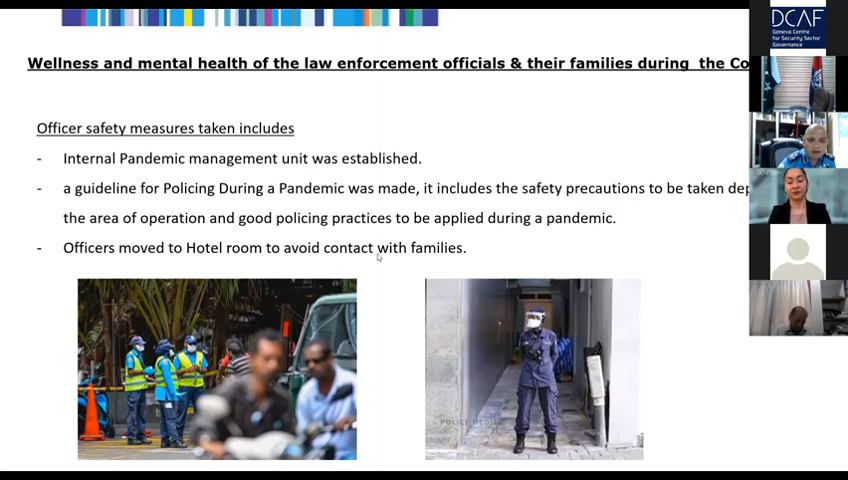 Wellness and mental health of the law enforcement officials & their families during the Co
Officer safety measures taken includes
- Internal Pandemic management unit was established.
- a guideline for Policing During a Pandemic was made, it includes the safety precautions to be taken dep
the area of operation and good policing practices to be applied during a pandemic.
- Officers moved to Hotel room to avoid contact with families.
POLICE MEDIA
DCAF
Geneva Centre
for Security Sector
Governance